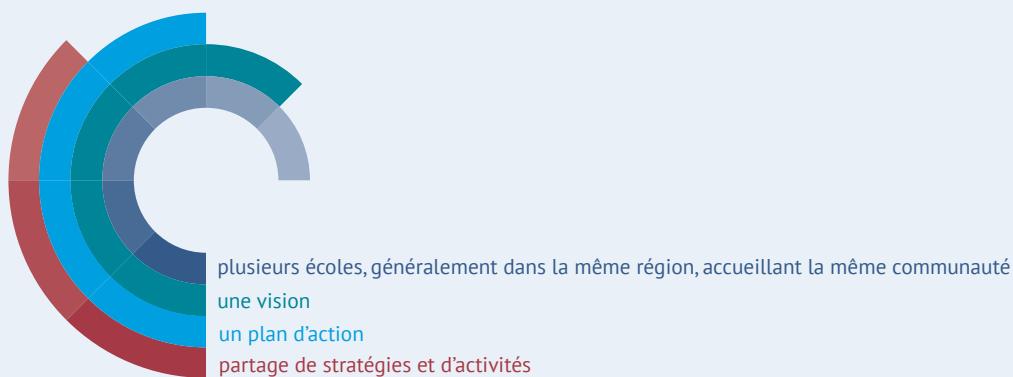 plusieurs écoles, généralement dans la même région, accueillant la même communauté
une vision
un plan d’action
partage de stratégies et d’activités